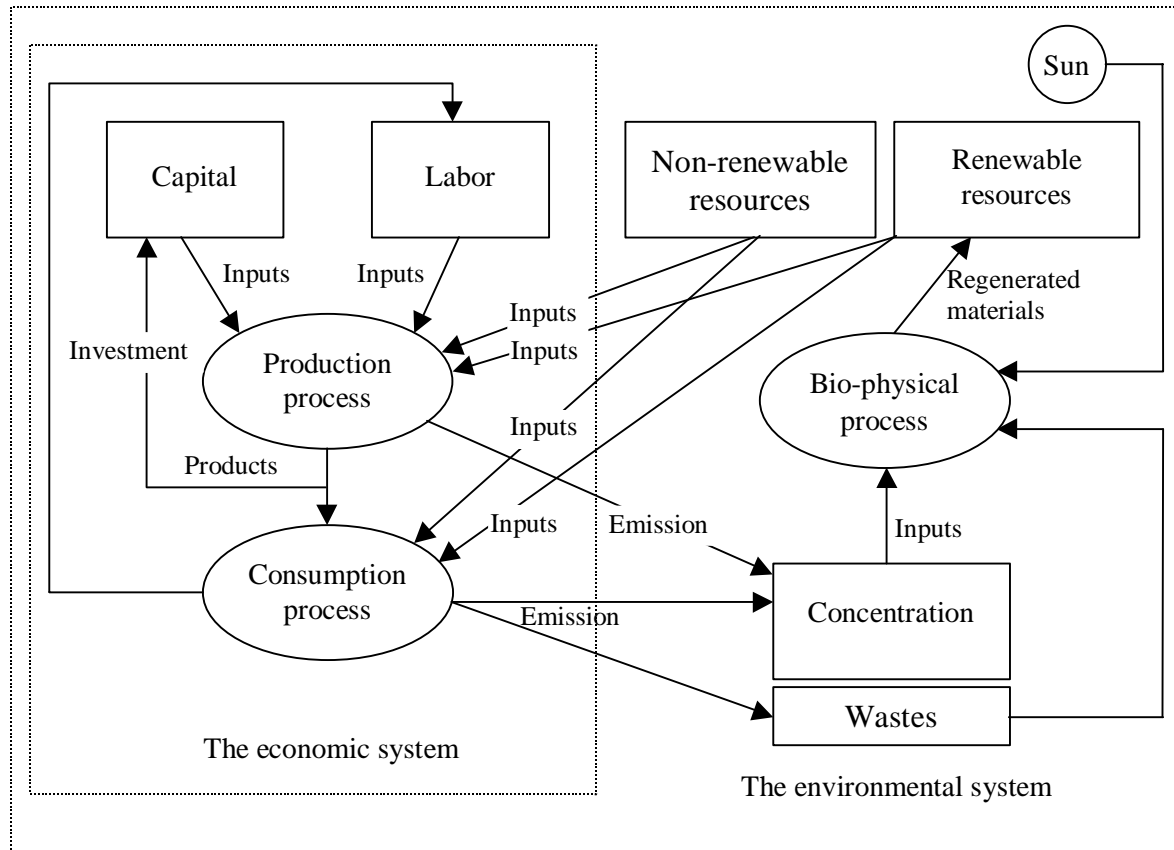 Sun
Capital
Labor
Non-renewable
resources
Renewable
resources
Inputs
Inputs
Regenerated
materials
Inputs
Investment
Inputs
Production
process
Bio-physical
process
Inputs
Products
Inputs
Emission
Inputs
Consumption
process
Emission
Concentration
Wastes
The economic system
The environmental system